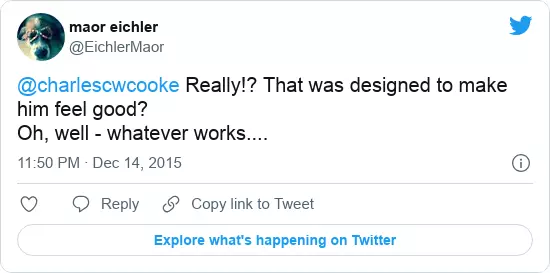 maor eichler
@EichlerMaor
@charlescwcooke Really!? That was designed to make
him feel good?
Oh, well - whatever works....
11:50 PM · Dec 14, 2015
Reply
Copy link to Tweet
Explore what's happening on Twitter